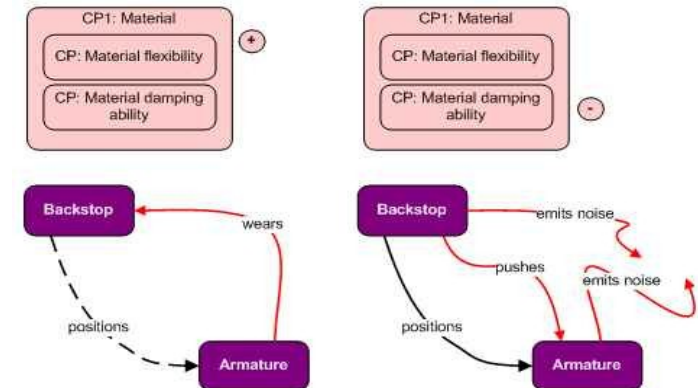 CP1: Material
+
CP: Material flexibility
CP: Material damping
ability
Backstop
wears
positions
Armature
CP1: Material
CP: Material flexibility
CP: Material damping
ability
-
Backstop
emits noise
pushes
emits noise
positions
Armature